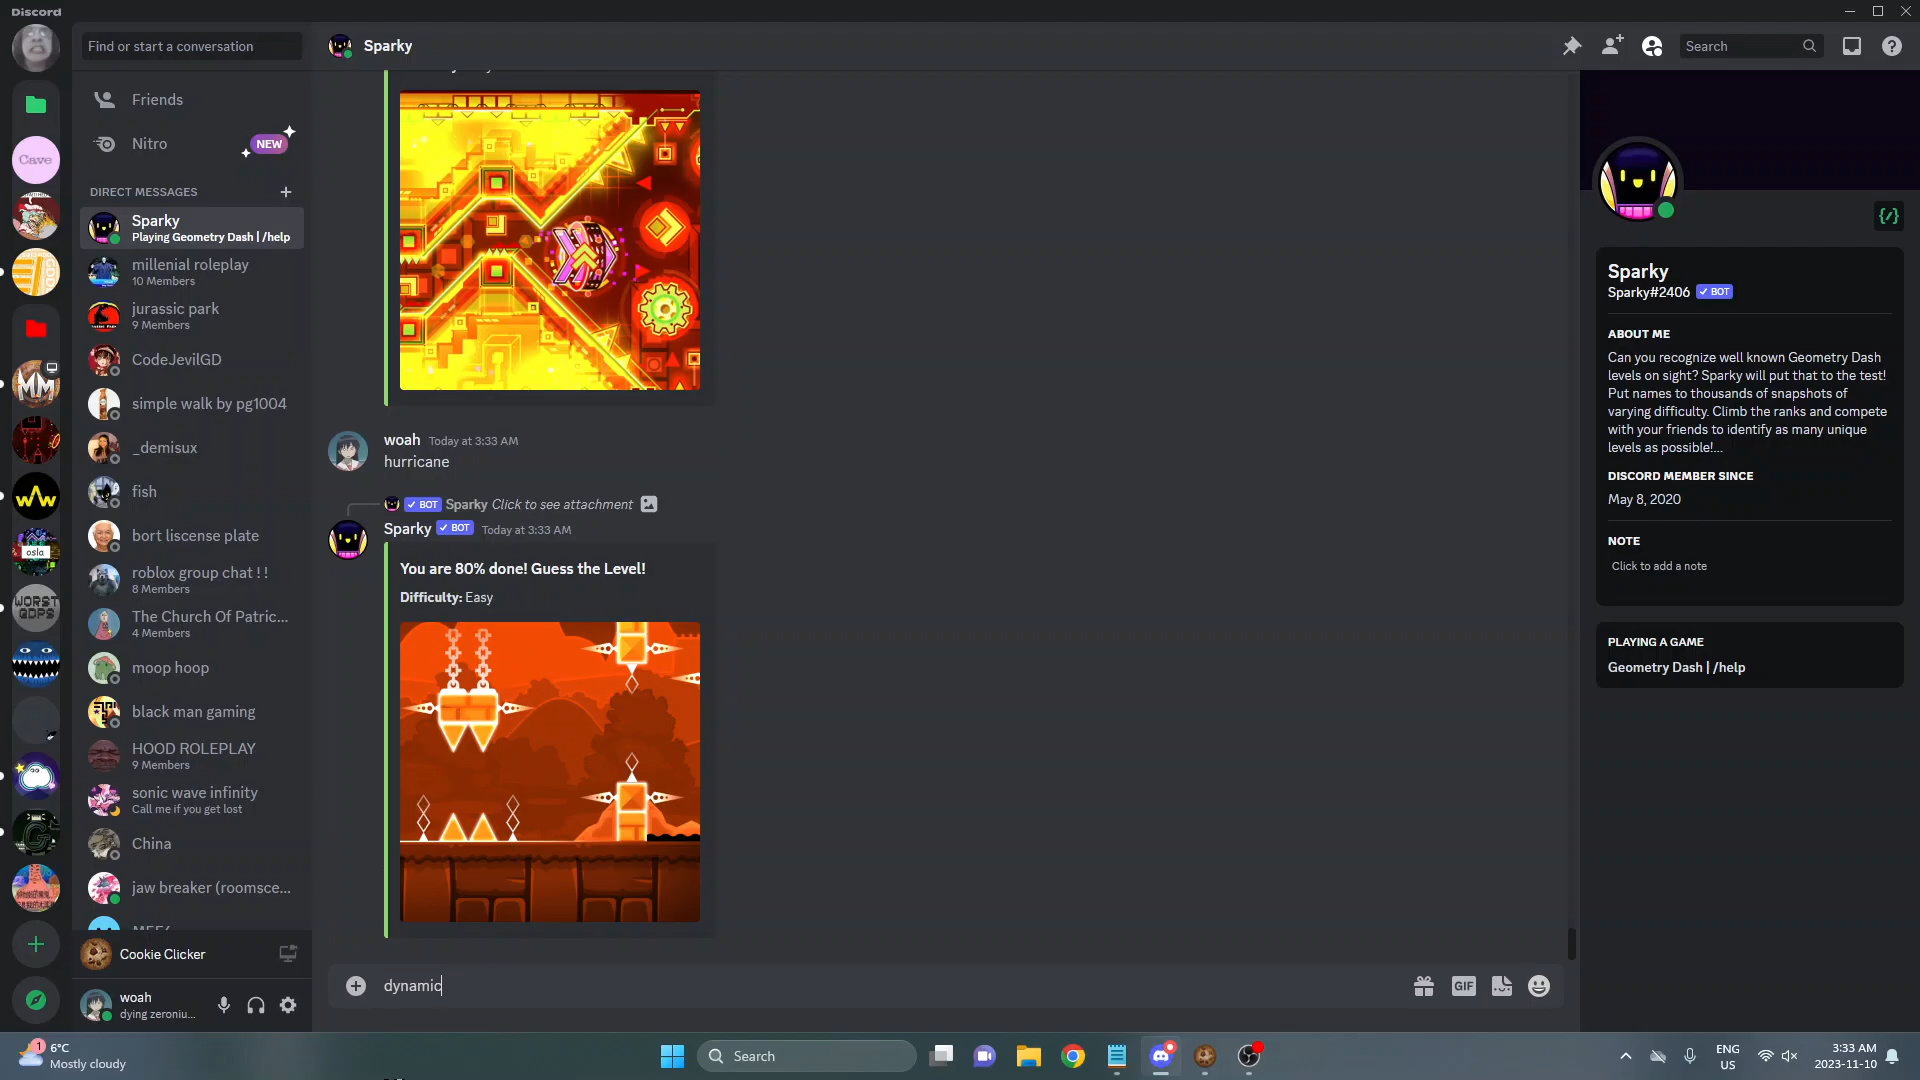 Discord
Find or start a conversation
Sparky
Search
Friends
Nitro
NEW
DIRECT MESSAGES
Sparky
Playing Geometry Dash | /help
millenial roleplay
10 Members
jurassic park
9 Members
CodeJevilGD
simple walk by pg1004
_demisux
fish
bort liscense plate
roblox group chat ! !
8 Members
The Church Of Patric...
4 Members
moop hoop
black man gaming
HOOD ROLEPLAY
9 Members
sonic wave infinity
Call me if you get lost
China
jaw breaker (roomsce...
Cookie Clicker
woah
dying zeroniu...
Cave
osla
WORST
GDPS
woah Today at 3:33 AM
hurricane
BOT Sparky Click to see attachment
Sparky BOT Today at 3:33 AM
You are 80% done! Guess the Level!
Difficulty: Easy
dynamic
GIF
Sparky
Sparky#2406 BOT
ABOUT ME
Can you recognize well known Geometry Dash
levels on sight? Sparky will put that to the test!
Put names to thousands of snapshots of
varying difficulty. Climb the ranks and compete
with your friends to identify as many unique
levels as possible!...
DISCORD MEMBER SINCE
May 8, 2020
NOTE
Click to add a note
PLAYING A GAME
Geometry Dash | /help
1
6°C
Mostly cloudy
Search
ENG
US
3:33 AM
2023-11-10